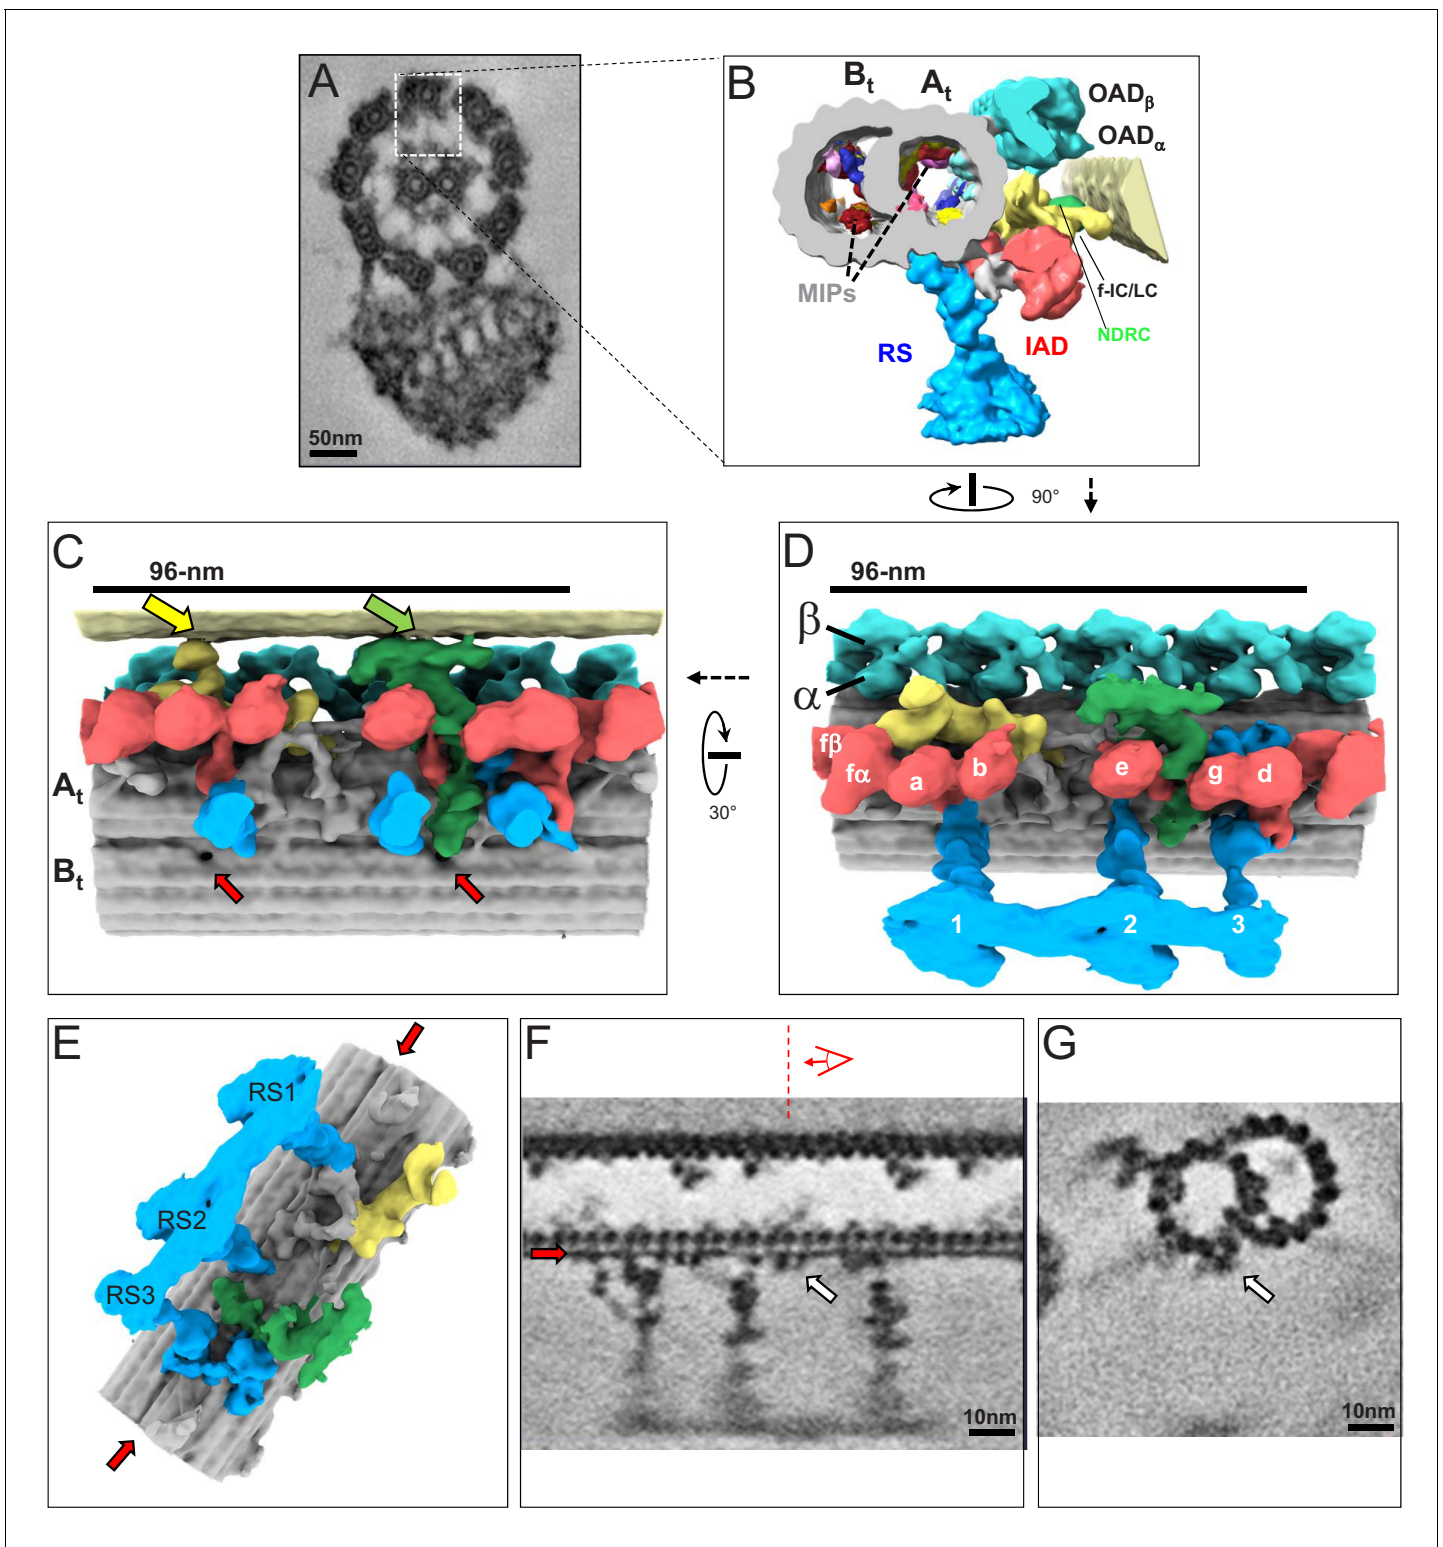 A
50nm
B
Bt
At
OADβ
OADα
MIPs
f-IC/LC
NDRC
RS
IAD
90°
C
96-nm
At
Bt
30°
D
96-nm
β
α
fβ
fα
a
b
e
g
d
1
2
3
E
RS1
RS2
RS3
F
10nm
G
10nm